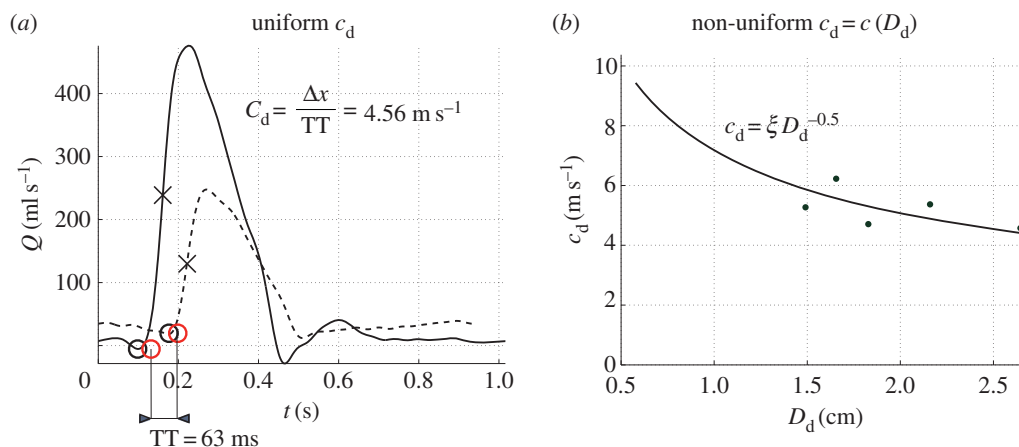 (a) uniform c_d
400
300
200
100
0
Q (ml s⁻¹)
C_d = Δx / TT = 4.56 m s⁻¹
0 0.2 0.4 0.6 0.8 1.0
t (s)
TT = 63 ms
(b) non-uniform c_d = c (D_d)
10
8
6
4
2
0
c_d (m s⁻¹)
c_d = ξD_d⁻⁰·⁵
0.5 1.0 1.5 2.0 2.5
D_d (cm)